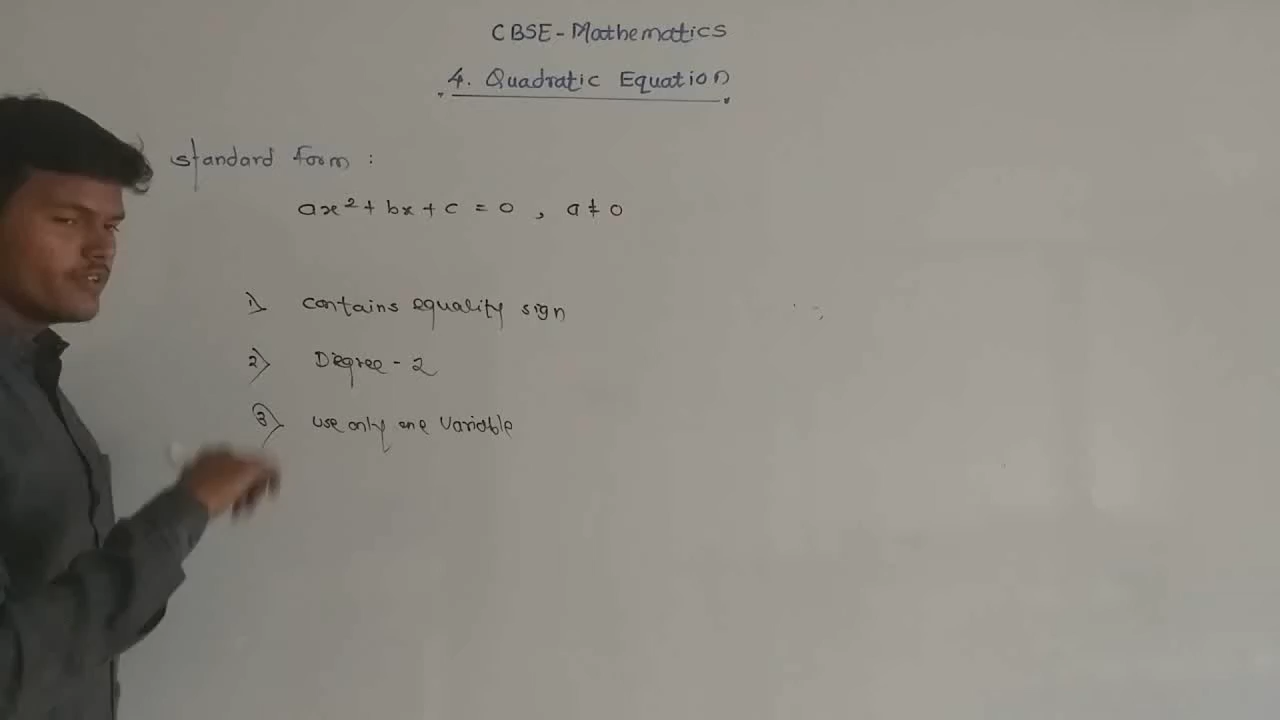 CBSE - Mathematics
4. Quadratic Equation
standard form :
ax² + bx + c = 0 , a ≠ 0
1) contains equality sign
2) Degree - 2
3) use only one variable